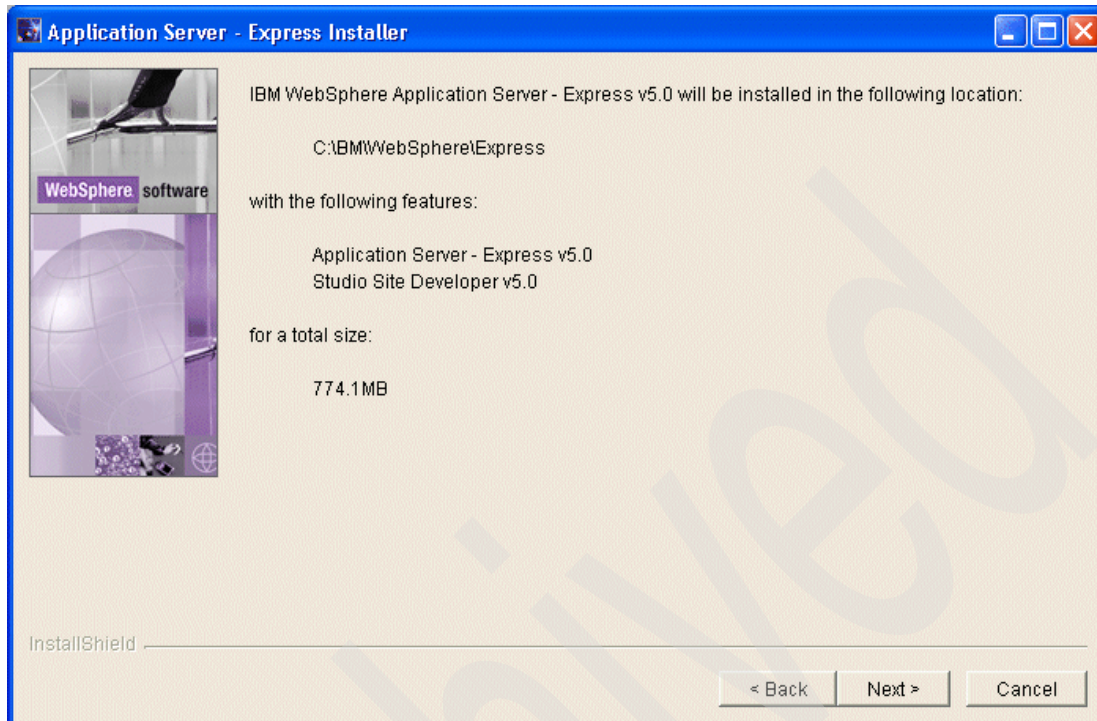 Application Server - Express Installer
IBM WebSphere Application Server - Express v5.0 will be installed in the following location:
C:\IBM\WebSphere\Express
WebSphere software
with the following features:
Application Server - Express v5.0
Studio Site Developer v5.0
for a total size:
774.1MB
InstallShield
< Back
Next >
Cancel